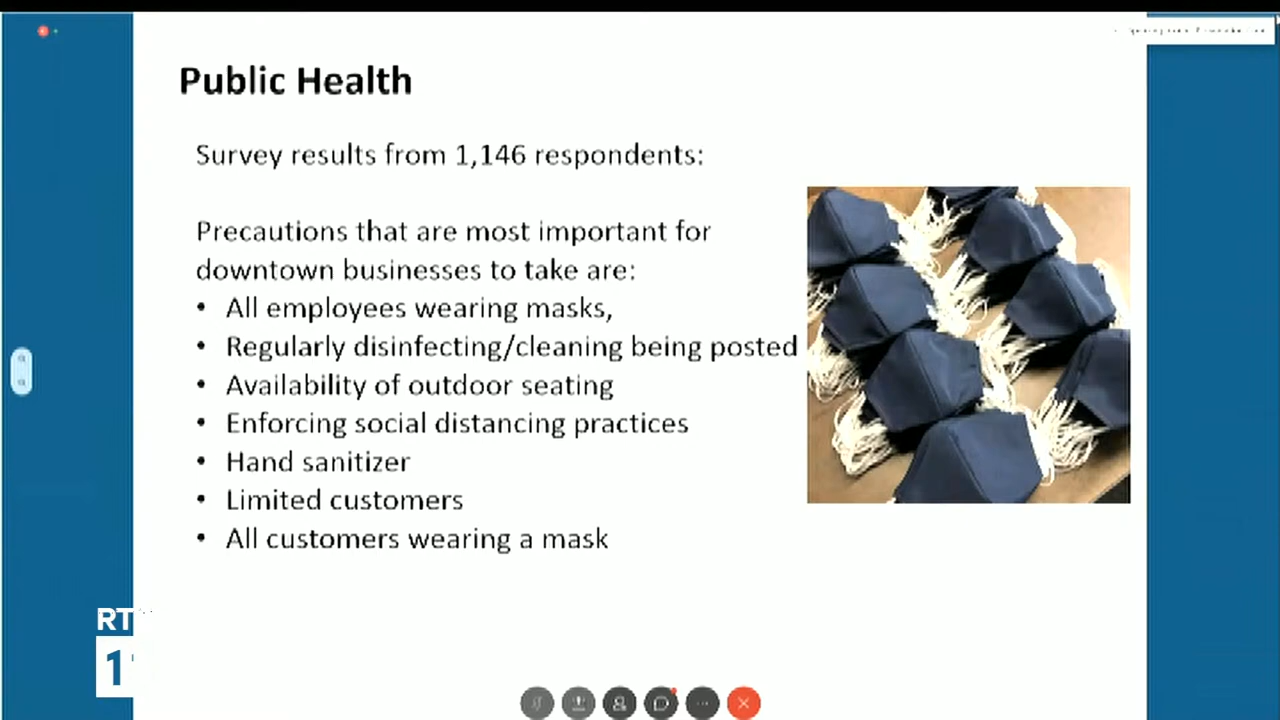 Public Health
Survey results from 1,146 respondents:
Precautions that are most important for
downtown businesses to take are:
• All employees wearing masks,
• Regularly disinfecting/cleaning being posted
• Availability of outdoor seating
• Enforcing social distancing practices
• Hand sanitizer
• Limited customers
• All customers wearing a mask
RT